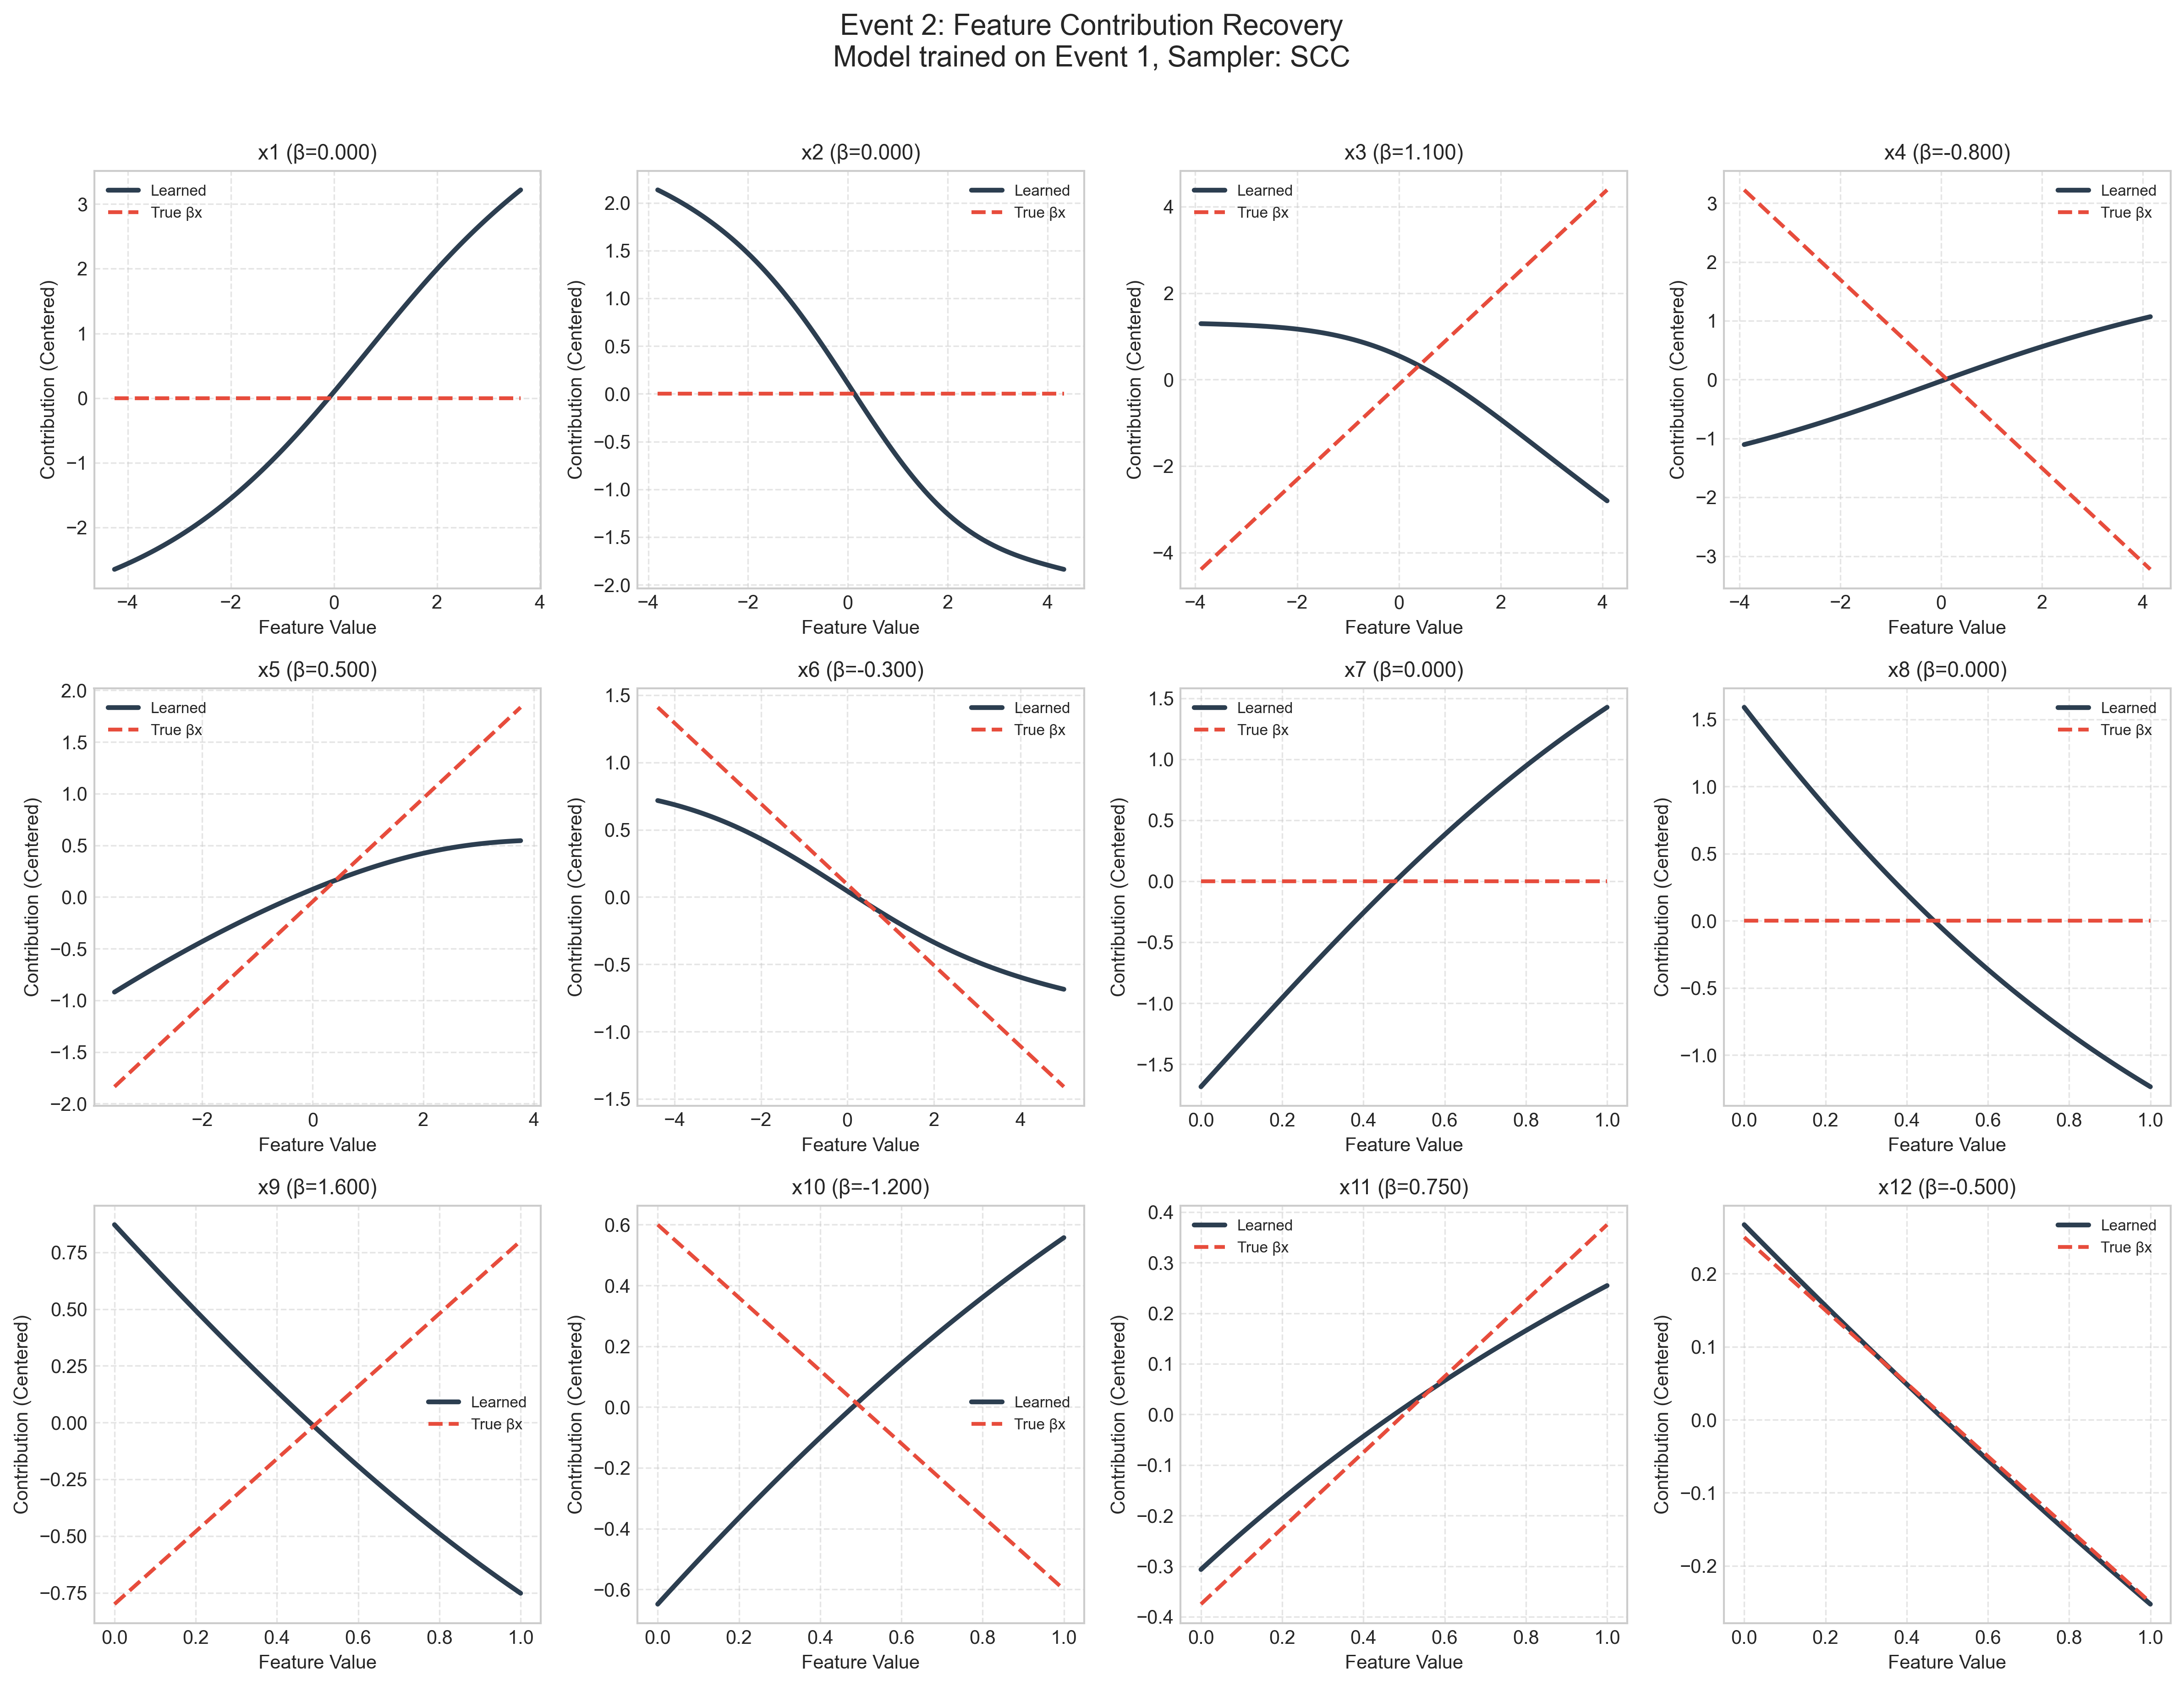 Event 2: Feature Contribution Recovery
Model trained on Event 1, Sampler: SCC
x1 (β=0.000)
Learned
True βx
3
2
1
0
−1
−2
Contribution (Centered)
−4
−2
0
2
4
Feature Value
x2 (β=0.000)
Learned
True βx
2.0
1.5
1.0
0.5
0.0
−0.5
−1.0
−1.5
−2.0
Contribution (Centered)
−4
−2
0
2
4
Feature Value
x3 (β=1.100)
Learned
True βx
4
2
0
−2
−4
Contribution (Centered)
−4
−2
0
2
4
Feature Value
x4 (β=-0.800)
Learned
True βx
3
2
1
0
−1
−2
−3
Contribution (Centered)
−4
−2
0
2
4
Feature Value
x5 (β=0.500)
Learned
True βx
2.0
1.5
1.0
0.5
0.0
−0.5
−1.0
−1.5
−2.0
Contribution (Centered)
−2
0
2
4
Feature Value
x6 (β=-0.300)
Learned
True βx
1.5
1.0
0.5
0.0
−0.5
−1.0
−1.5
Contribution (Centered)
−4
−2
0
2
4
Feature Value
x7 (β=0.000)
Learned
True βx
1.5
1.0
0.5
0.0
−0.5
−1.0
−1.5
Contribution (Centered)
0.0
0.2
0.4
0.6
0.8
1.0
Feature Value
x8 (β=0.000)
Learned
True βx
1.5
1.0
0.5
0.0
−0.5
−1.0
Contribution (Centered)
0.0
0.2
0.4
0.6
0.8
1.0
Feature Value
x9 (β=1.600)
Learned
True βx
0.75
0.50
0.25
0.00
−0.25
−0.50
−0.75
Contribution (Centered)
0.0
0.2
0.4
0.6
0.8
1.0
Feature Value
x10 (β=-1.200)
Learned
True βx
0.6
0.4
0.2
0.0
−0.2
−0.4
−0.6
Contribution (Centered)
0.0
0.2
0.4
0.6
0.8
1.0
Feature Value
x11 (β=0.750)
Learned
True βx
0.4
0.3
0.2
0.1
0.0
−0.1
−0.2
−0.3
−0.4
Contribution (Centered)
0.0
0.2
0.4
0.6
0.8
1.0
Feature Value
x12 (β=-0.500)
Learned
True βx
0.2
0.1
0.0
−0.1
−0.2
Contribution (Centered)
0.0
0.2
0.4
0.6
0.8
1.0
Feature Value